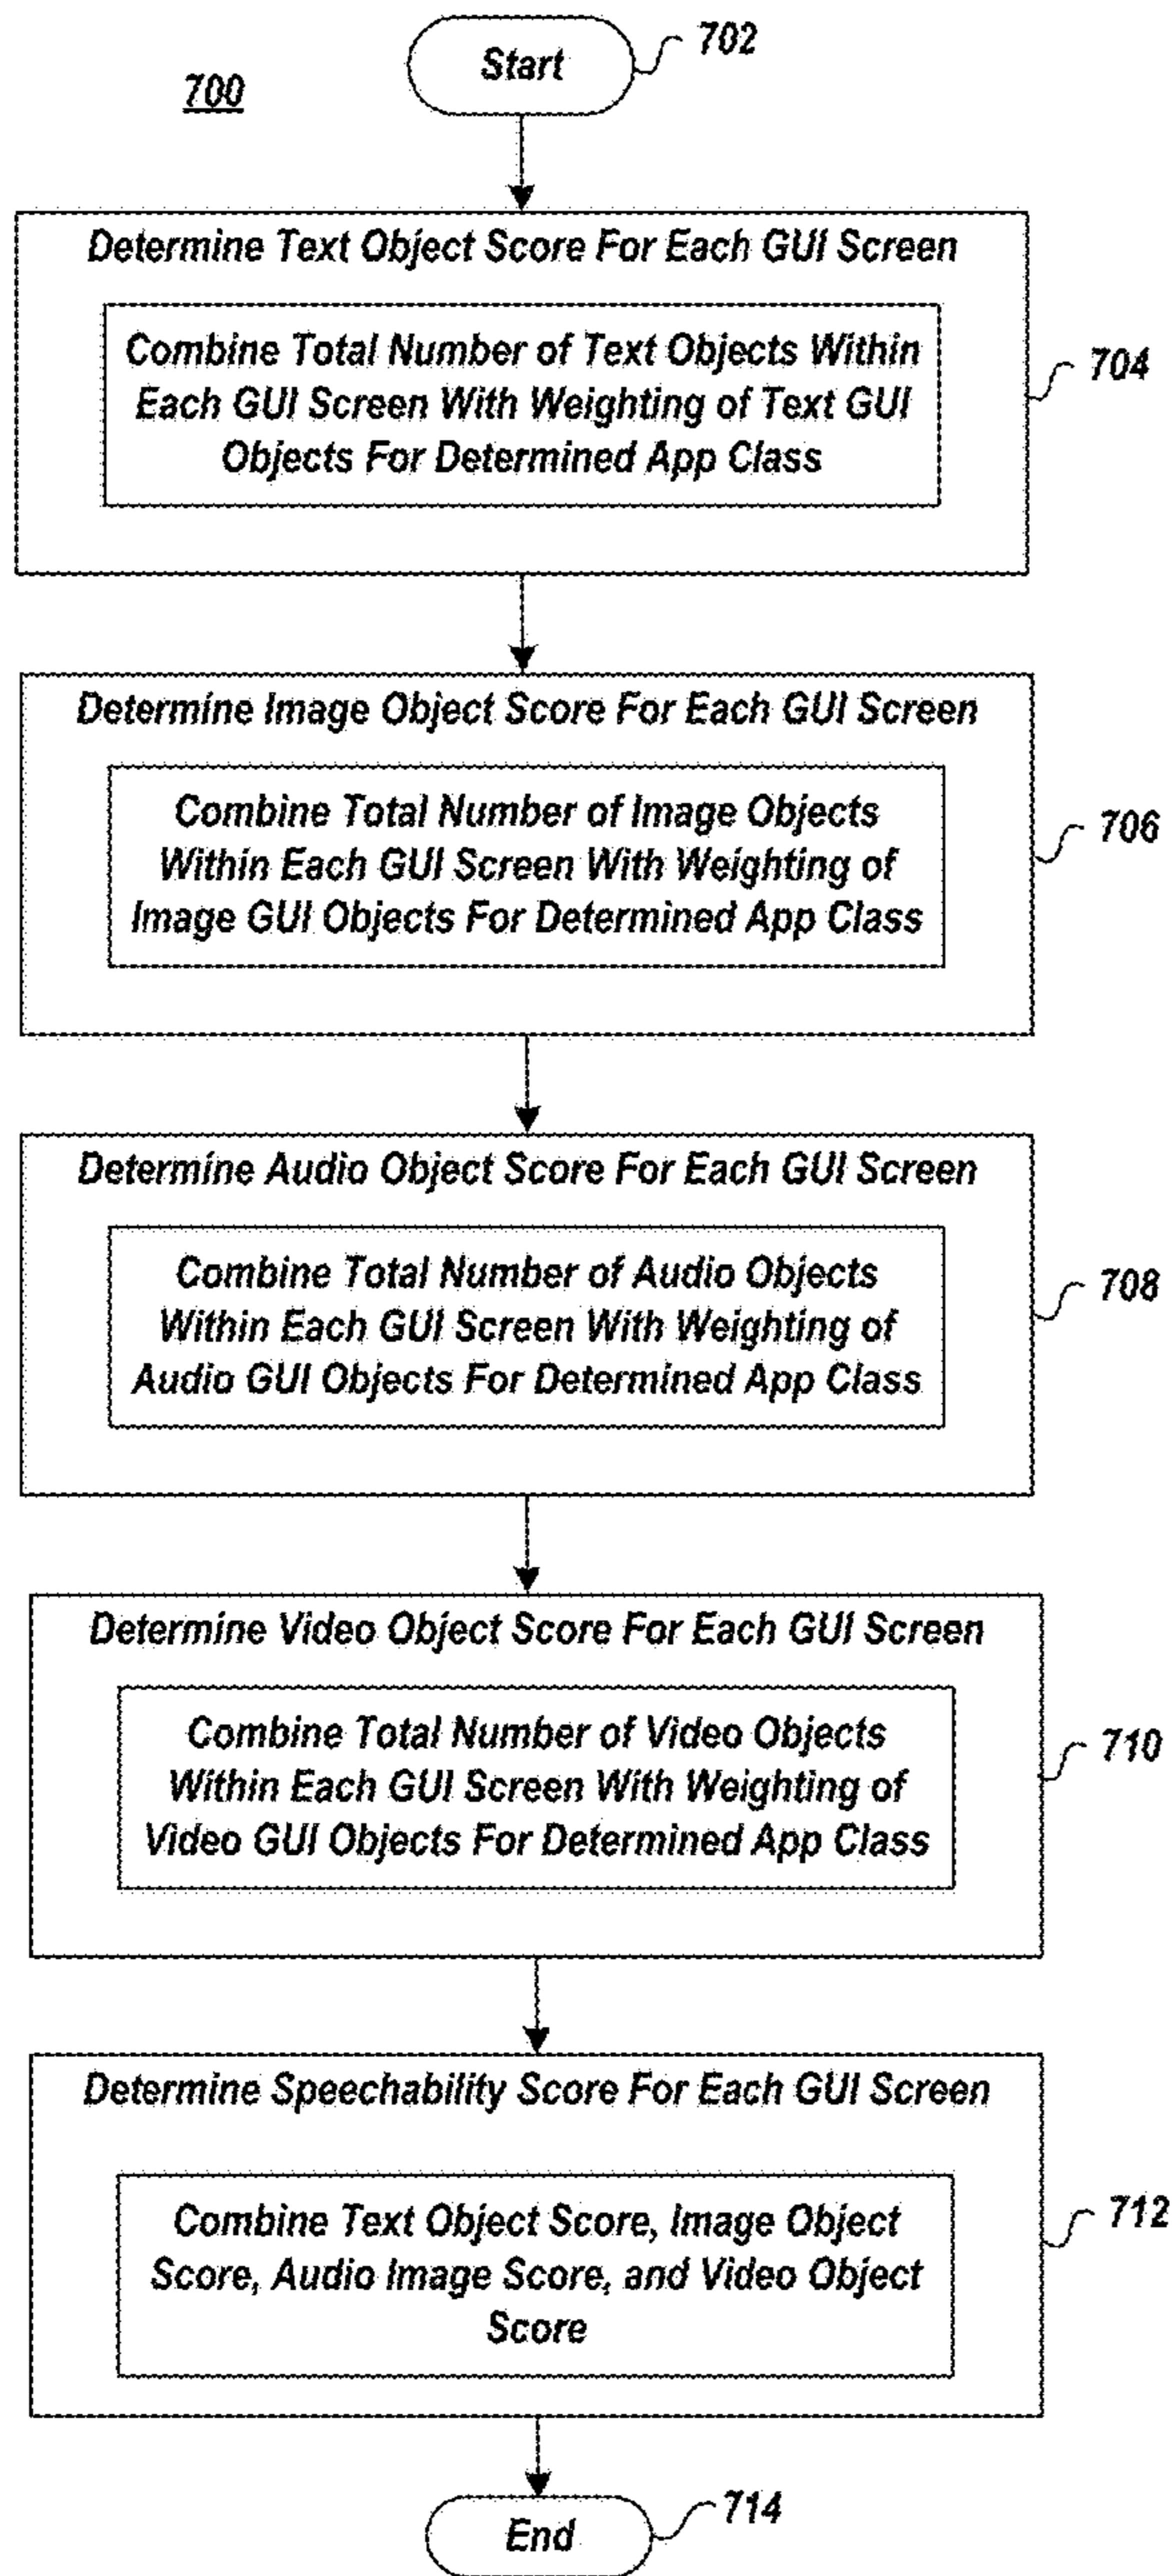 700
Start
702
Determine Text Object Score For Each GUI Screen
Combine Total Number of Text Objects Within
Each GUI Screen With Weighting of Text GUI
Objects For Determined App Class
704
Determine Image Object Score For Each GUI Screen
Combine Total Number of Image Objects
Within Each GUI Screen With Weighting of
Image GUI Objects For Determined App Class
706
Determine Audio Object Score For Each GUI Screen
Combine Total Number of Audio Objects
Within Each GUI Screen With Weighting of
Audio GUI Objects For Determined App Class
708
Determine Video Object Score For Each GUI Screen
Combine Total Number of Video Objects
Within Each GUI Screen With Weighting of
Video GUI Objects For Determined App Class
710
Determine Speechability Score For Each GUI Screen
Combine Text Object Score, Image Object
Score, Audio Image Score, and Video Object
Score
712
End
714